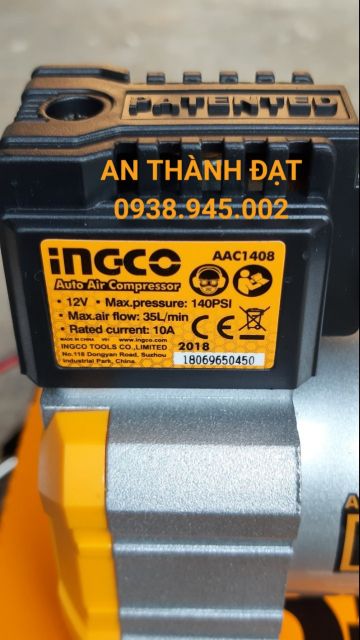 PATENTED
AN THÀNH ĐẠT
0938.945.002
INGCO
AAC1408
Auto Air Compressor
• 12V • Max.pressure: 140PSI
• Max.air flow: 35L/min
• Rated current: 10A
CE
MADE IN CHINA V01 www.ingco.com
INGCO TOOLS CO.,LIMITED 2018
No.118 Dongyan Road, Suzhou
Industrial Park, China.
18069650450